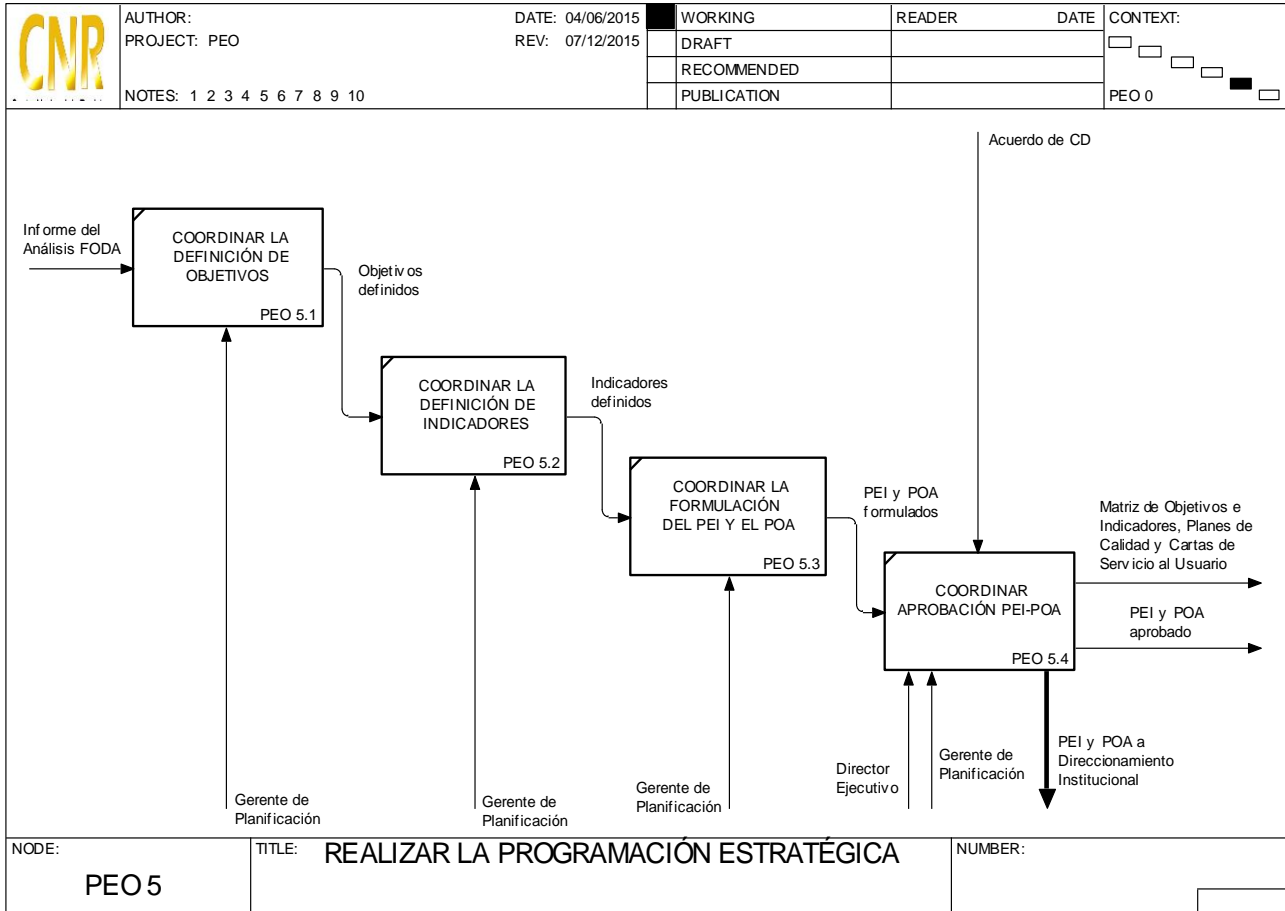 CNR
AUTHOR:
DATE: 04/06/2015
PROJECT: PEO
REV: 07/12/2015
NOTES: 1 2 3 4 5 6 7 8 9 10
WORKING
DRAFT
RECOMMENDED
PUBLICATION
READER DATE
CONTEXT:
PEO 0
Acuerdo de CD
Informe del
Análisis FODA
COORDINAR LA
DEFINICIÓN DE
OBJETIVOS
PEO 5.1
Objetivos
definidos
COORDINAR LA
DEFINICIÓN DE
INDICADORES
PEO 5.2
Indicadores
definidos
COORDINAR LA
FORMULACIÓN
DEL PEI Y EL POA
PEO 5.3
PEI y POA
formulados
COORDINAR
APROBACIÓN PEI-POA
PEO 5.4
Matriz de Objetivos e
Indicadores, Planes de
Calidad y Cartas de
Servicio al Usuario
PEI y POA
aprobado
Gerente de
Planificación
Gerente de
Planificación
Gerente de
Planificación
Director
Ejecutivo
Gerente de
Planificación
PEI y POA a
Direccionamiento
Institucional
NODE:
PEO 5
TITLE: REALIZAR LA PROGRAMACIÓN ESTRATÉGICA
NUMBER: